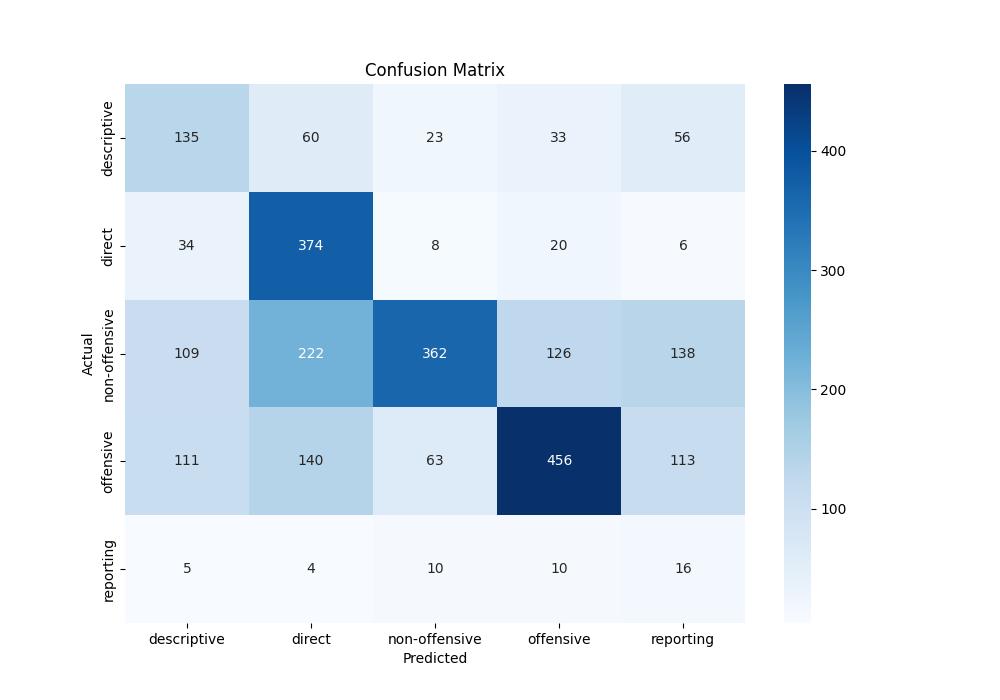 Confusion Matrix
Actual
descriptive 135 60 23 33 56
direct 34 374 8 20 6
non-offensive 109 222 362 126 138
offensive 111 140 63 456 113
reporting 5 4 10 10 16
descriptive direct non-offensive offensive reporting
Predicted
400
300
200
100